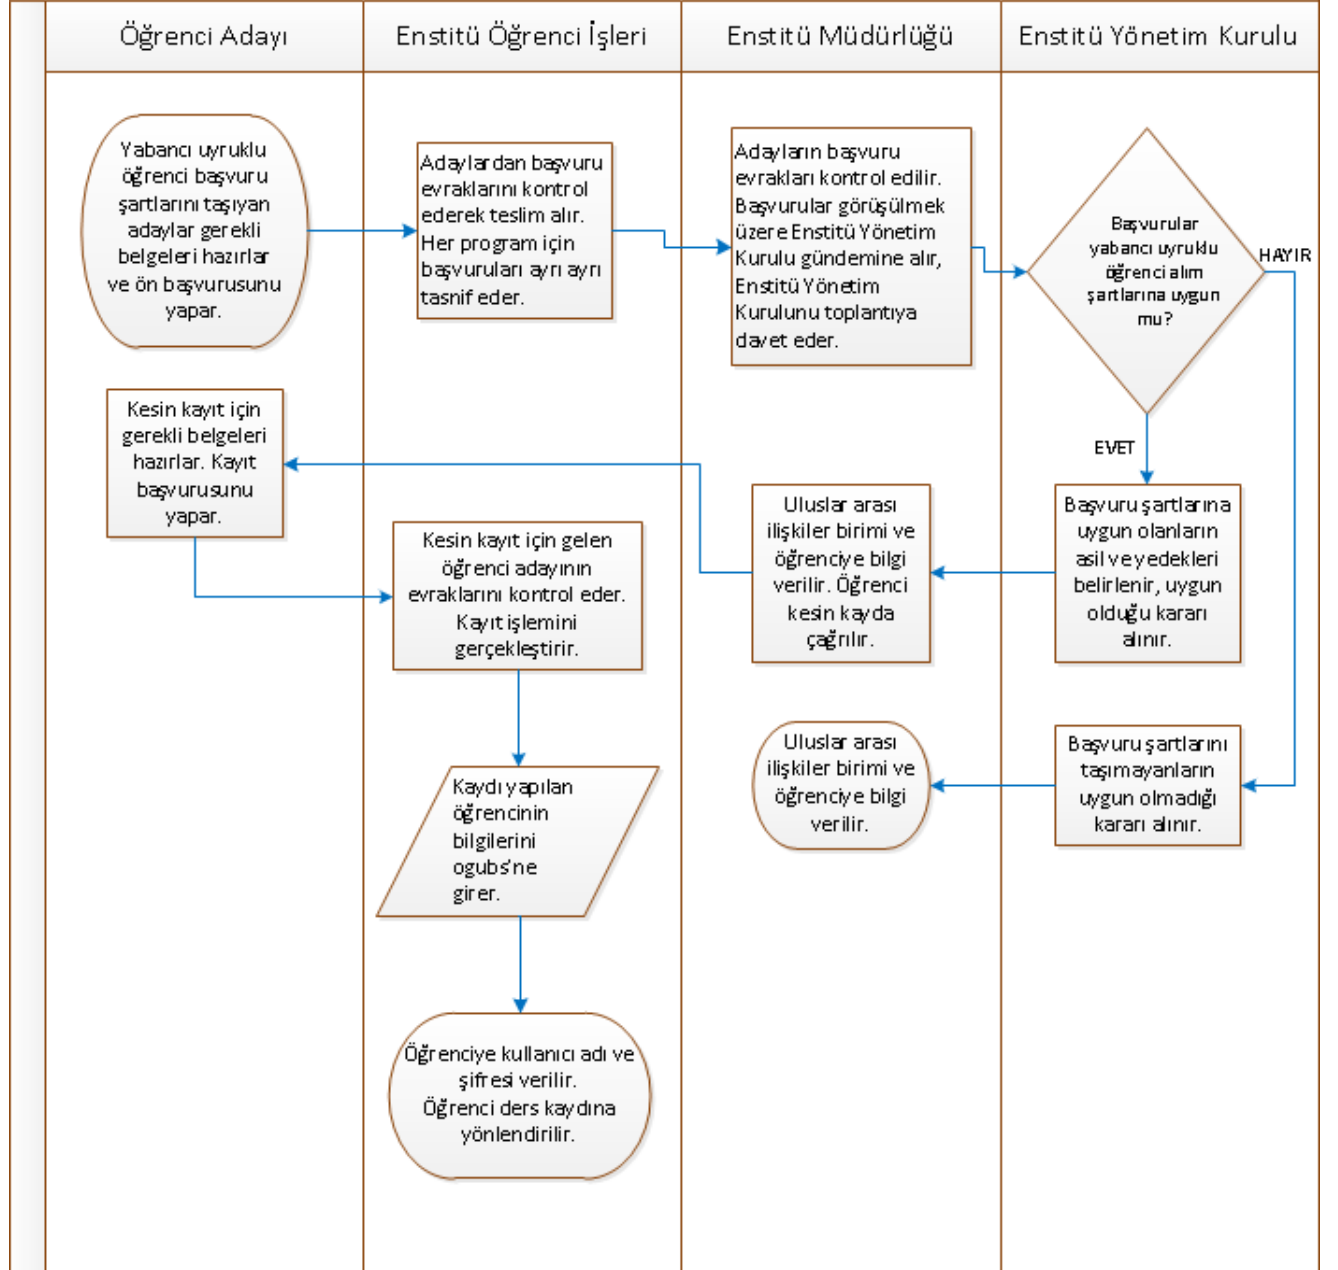 Öğrenci Adayı
Enstitü Öğrenci İşleri
Enstitü Müdürlüğü
Enstitü Yönetim Kurulu
Yabancı uyruklu
öğrenci başvuru
şartlarını taşıyan
adaylar gerekli
belgeleri hazırlar
ve ön başvurusunu
yapar.
Adaylardan başvuru
evraklarını kontrol
ederek teslim alır.
Her program için
başvuruları ayrı ayrı
tasnif eder.
Adayların başvuru
evrakları kontrol edilir.
Başvurular görüşülmek
üzere Enstitü Yönetim
Kurulu gündemine alır,
Enstitü Yönetim
Kurulunu toplantıya
davet eder.
Başvurular
yabancı uyruklu
öğrenci alım
şartlarına uygun
mu?
HAYIR
EVET
Kesin kayıt için
gerekli belgeleri
hazırlar. Kayıt
başvurusunu
yapar.
Kesin kayıt için gelen
öğrenci adayının
evraklarını kontrol eder.
Kayıt işlemini
gerçekleştirir.
Uluslar arası
ilişkiler birimi ve
öğrenciye bilgi
verilir. Öğrenci
kesin kayda
çağrılır.
Başvuru şartlarına
uygun olanların
asil ve yedekleri
belirlenir, uygun
olduğu kararı
alınır.
Uluslar arası
ilişkiler birimi ve
öğrenciye bilgi
verilir.
Başvuru şartlarını
taşımayanların
uygun olmadığı
kararı alınır.
Kaydı yapılan
öğrencinin
bilgilerini
ogubs'ne
girer.
Öğrenciye kullanıcı adı ve
şifresi verilir.
Öğrenci ders kaydına
yönlendirilir.